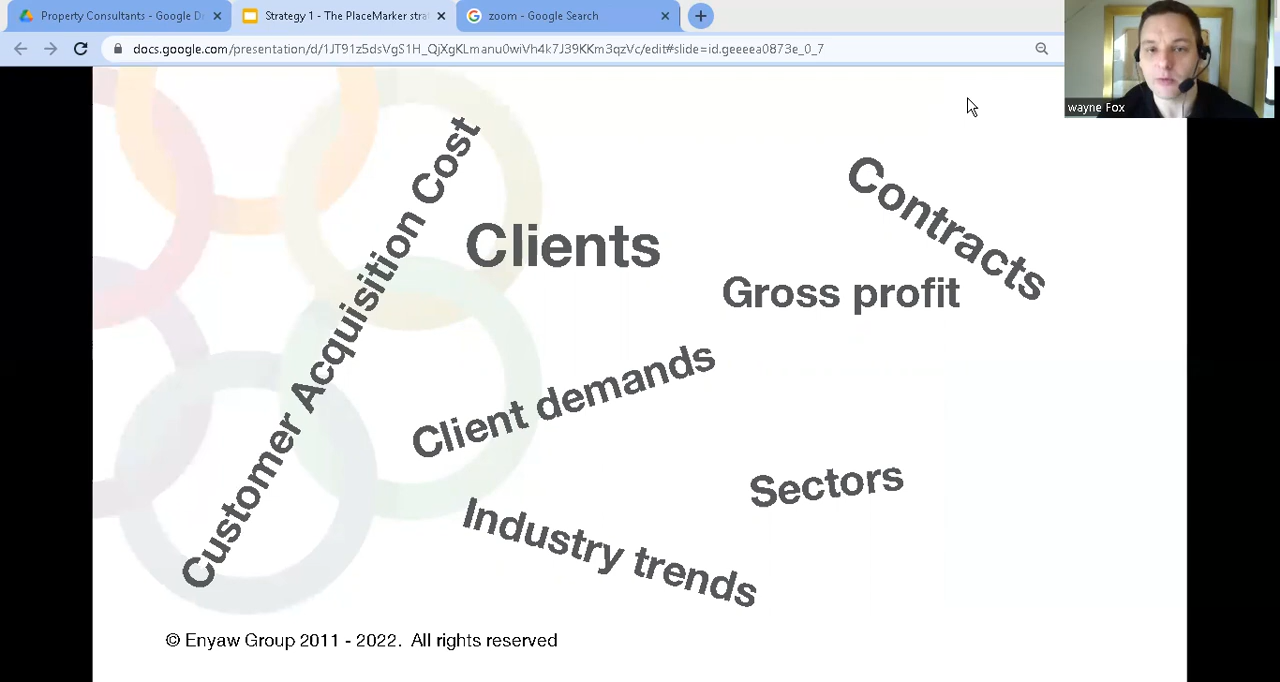 Property Consultants - Google D
Strategy 1 - The PlaceMarker stra
zoom - Google Search
docs.google.com/presentation/d/1JT91z5dsVgS1H_QjXgKLmanu0wiVh4k7J39KKm3qzVc/edit#slide=id.geeeea0873e_0_7
wayne Fox
Customer Acquisition Cost
Clients
Contracts
Gross profit
Client demands
Sectors
Industry trends
© Enyaw Group 2011 - 2022. All rights reserved